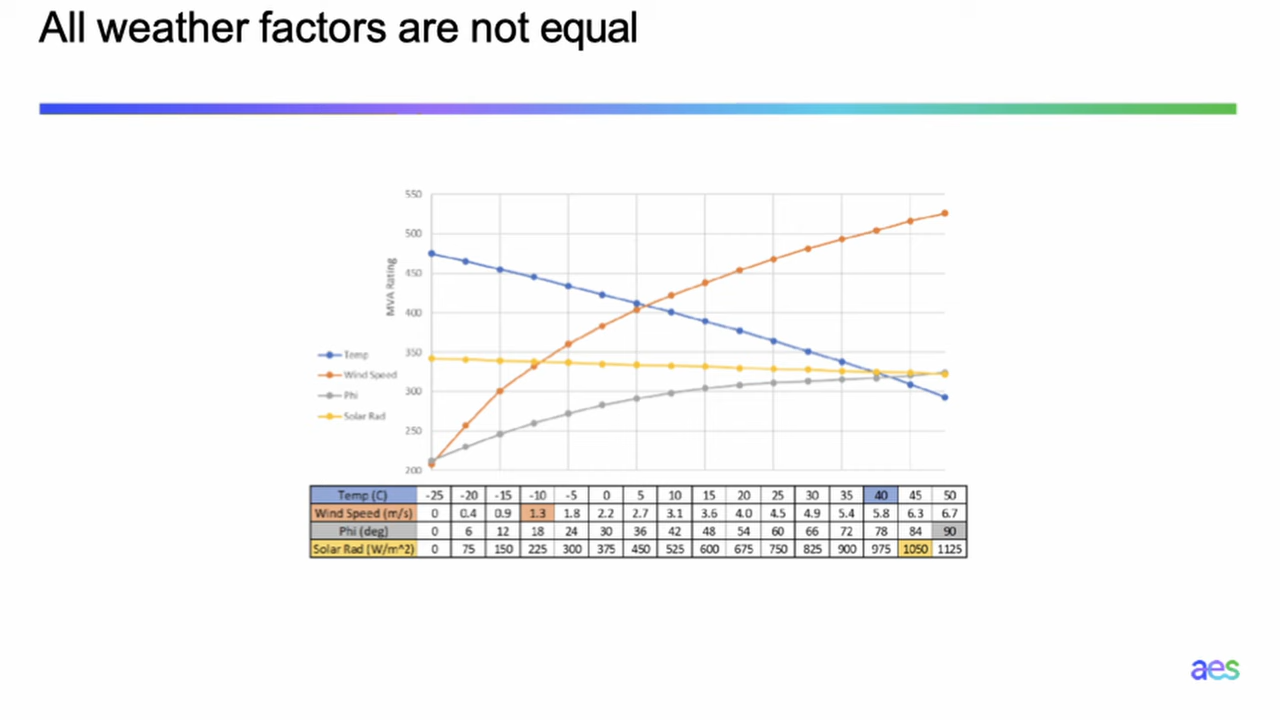 All weather factors are not equal
550
500
450
400
350
300
250
200
MVA Rating
Temp
Wind Speed
Phi
Solar Rad
Temp (C) -25 -20 -15 -10 -5 0 5 10 15 20 25 30 35 40 45 50
Wind Speed (m/s) 0 0.4 0.9 1.3 1.8 2.2 2.7 3.1 3.6 4.0 4.5 4.9 5.4 5.8 6.3 6.7
Phi (deg) 0 6 12 18 24 30 36 42 48 54 60 66 72 78 84 90
Solar Rad (W/m^2) 0 75 150 225 300 375 450 525 600 675 750 825 900 975 1050 1125
aes